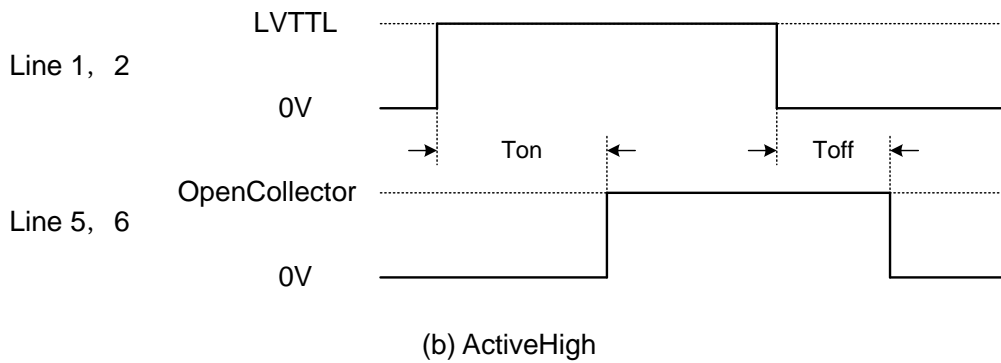 LVTTL
Line 1， 2
0V
Ton
Toff
OpenCollector
Line 5， 6
0V
(b) ActiveHigh